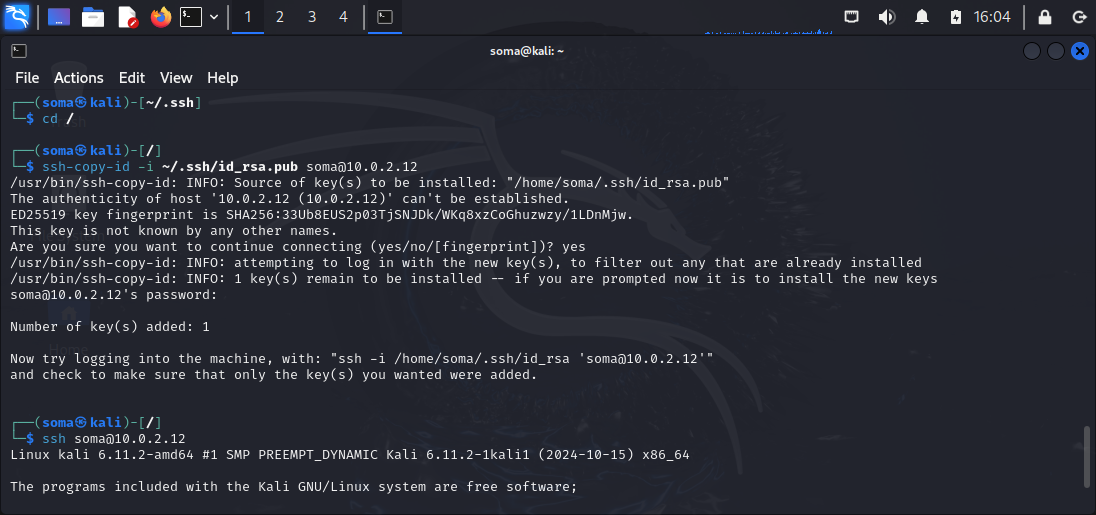 1 2 3 4
16:04
soma@kali: ~
File Actions Edit View Help
┌──(soma㉿kali)-[~/.ssh]
└─$ cd /
┌──(soma㉿kali)-[/]
└─$ ssh-copy-id -i ~/.ssh/id_rsa.pub soma@10.0.2.12
/usr/bin/ssh-copy-id: INFO: Source of key(s) to be installed: "/home/soma/.ssh/id_rsa.pub"
The authenticity of host '10.0.2.12 (10.0.2.12)' can't be established.
ED25519 key fingerprint is SHA256:33Ub8EUS2p03TjSNJDk/WKq8xzCoGhuzwzy/1LDnMjw.
This key is not known by any other names.
Are you sure you want to continue connecting (yes/no/[fingerprint])? yes
/usr/bin/ssh-copy-id: INFO: attempting to log in with the new key(s), to filter out any that are already installed
/usr/bin/ssh-copy-id: INFO: 1 key(s) remain to be installed -- if you are prompted now it is to install the new keys
soma@10.0.2.12's password:
Number of key(s) added: 1
Now try logging into the machine, with: "ssh -i /home/soma/.ssh/id_rsa 'soma@10.0.2.12'"
and check to make sure that only the key(s) you wanted were added.
┌──(soma㉿kali)-[/]
└─$ ssh soma@10.0.2.12
Linux kali 6.11.2-amd64 #1 SMP PREEMPT_DYNAMIC Kali 6.11.2-1kali1 (2024-10-15) x86_64
The programs included with the Kali GNU/Linux system are free software;